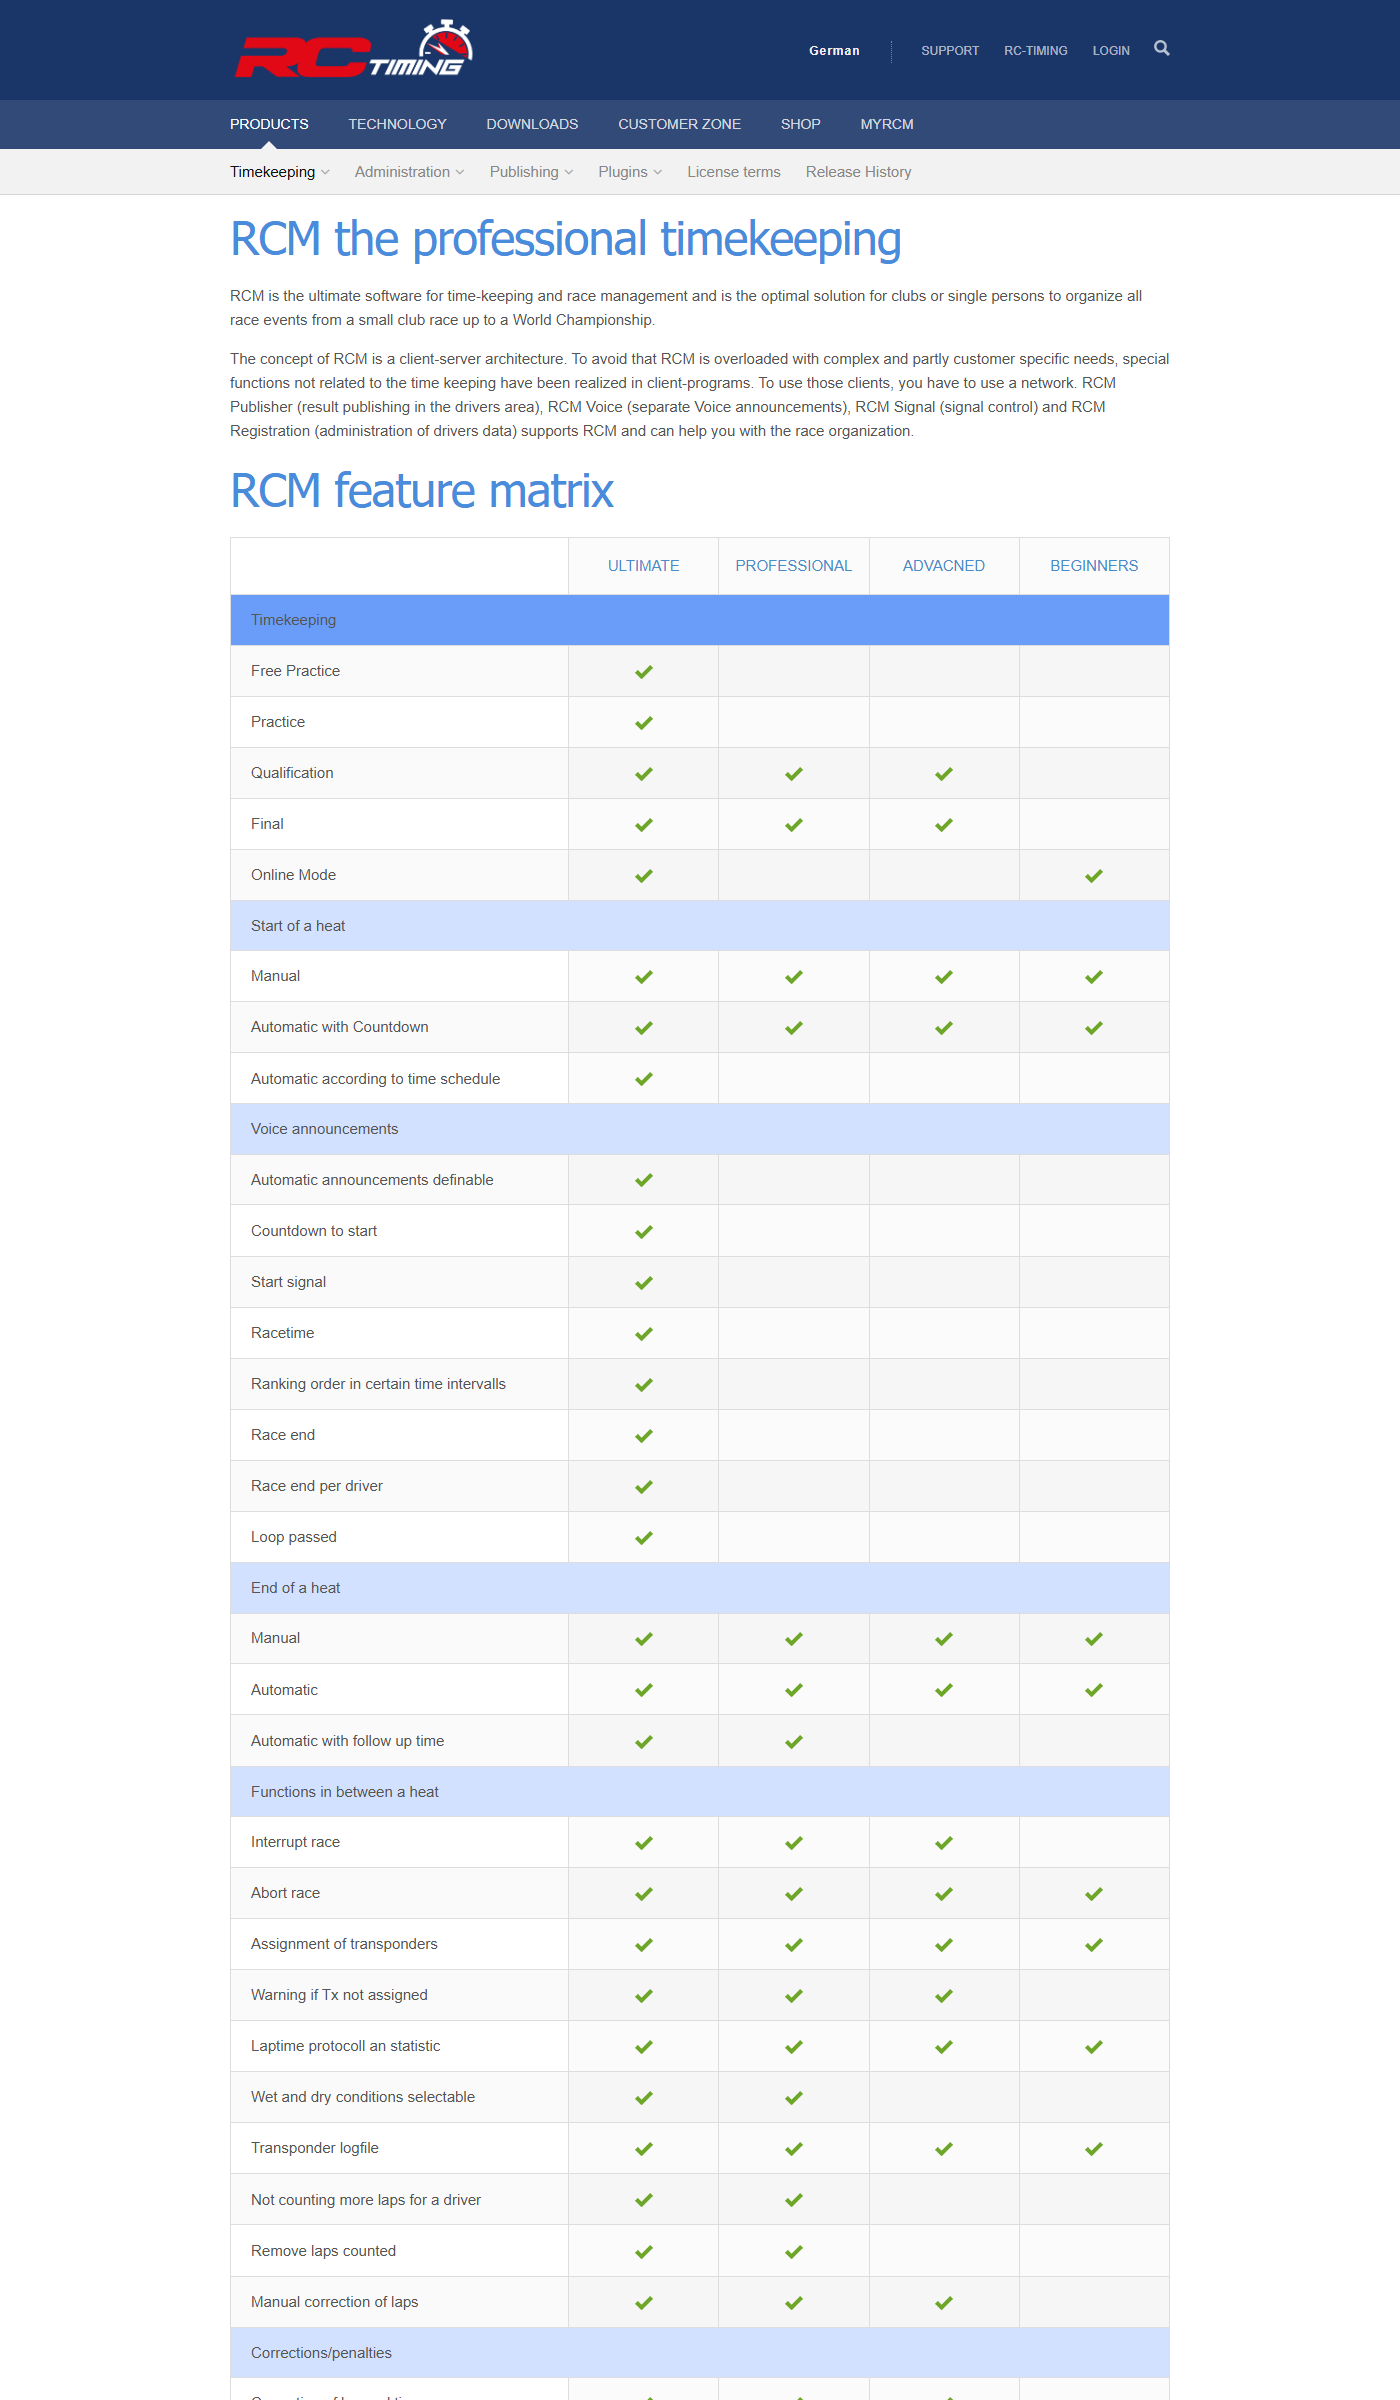 RC TIMING
German
SUPPORT
RC-TIMING
LOGIN
PRODUCTS
TECHNOLOGY
DOWNLOADS
CUSTOMER ZONE
SHOP
MYRCM
Timekeeping
Administration
Publishing
Plugins
License terms
Release History
RCM the professional timekeeping
RCM is the ultimate software for time-keeping and race management and is the optimal solution for clubs or single persons to organize all
race events from a small club race up to a World Championship.
The concept of RCM is a client-server architecture. To avoid that RCM is overloaded with complex and partly customer specific needs, special
functions not related to the time keeping have been realized in client-programs. To use those clients, you have to use a network. RCM
Publisher (result publishing in the drivers area), RCM Voice (separate Voice announcements), RCM Signal (signal control) and RCM
Registration (administration of drivers data) supports RCM and can help you with the race organization.
RCM feature matrix
ULTIMATE
PROFESSIONAL
ADVACNED
BEGINNERS
Timekeeping
Free Practice
Practice
Qualification
Final
Online Mode
Start of a heat
Manual
Automatic with Countdown
Automatic according to time schedule
Voice announcements
Automatic announcements definable
Countdown to start
Start signal
Racetime
Ranking order in certain time intervalls
Race end
Race end per driver
Loop passed
End of a heat
Manual
Automatic
Automatic with follow up time
Functions in between a heat
Interrupt race
Abort race
Assignment of transponders
Warning if Tx not assigned
Laptime protocoll an statistic
Wet and dry conditions selectable
Transponder logfile
Not counting more laps for a driver
Remove laps counted
Manual correction of laps
Corrections/penalties